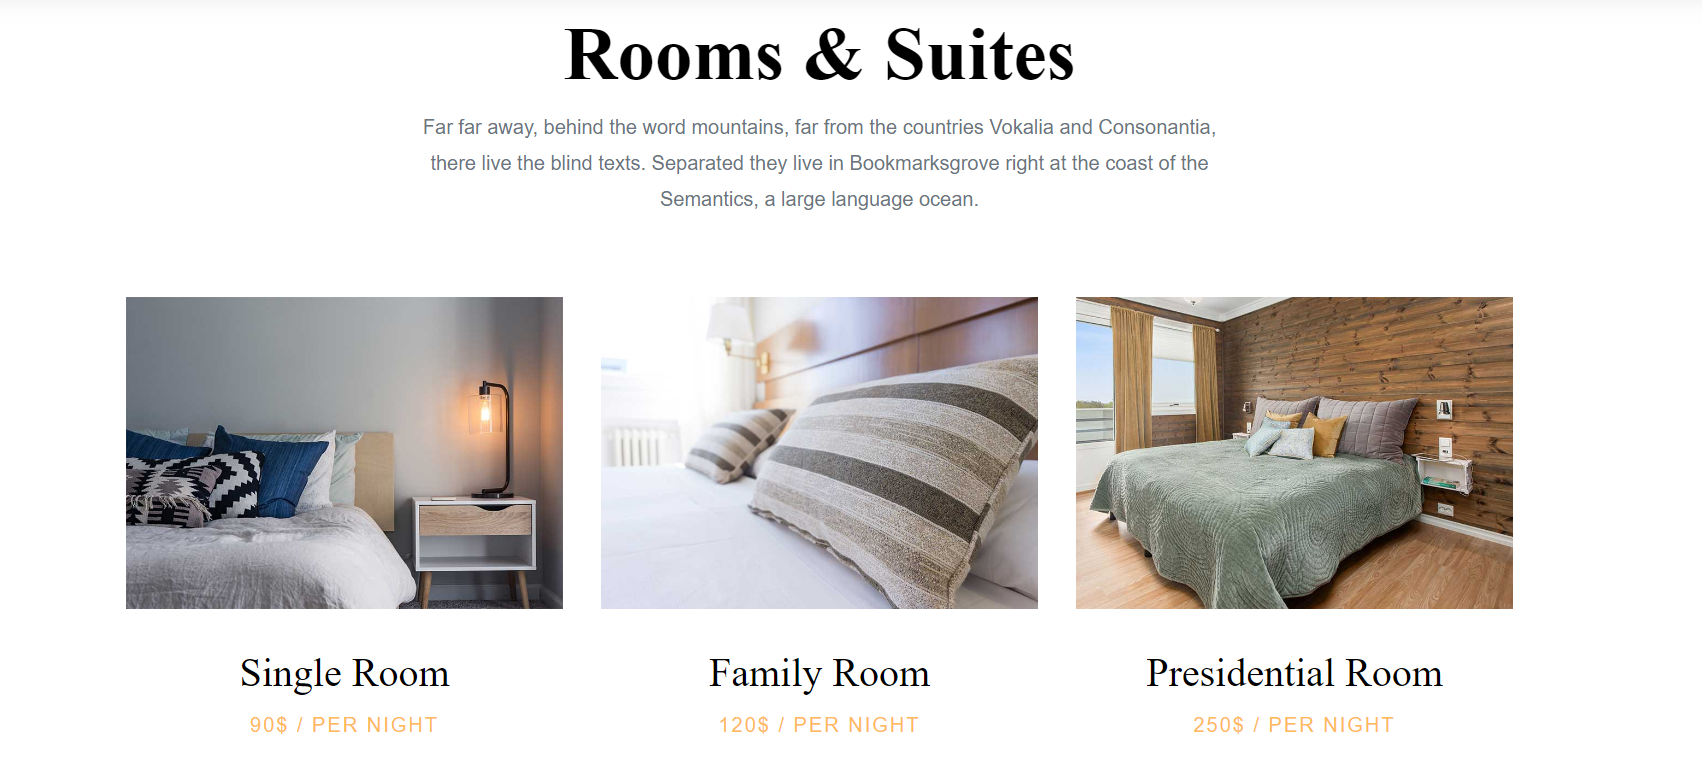 Rooms & Suites
Far far away, behind the word mountains, far from the countries Vokalia and Consonantia,
there live the blind texts. Separated they live in Bookmarksgrove right at the coast of the
Semantics, a large language ocean.
Single Room
90$ / PER NIGHT
Family Room
120$ / PER NIGHT
Presidential Room
250$ / PER NIGHT